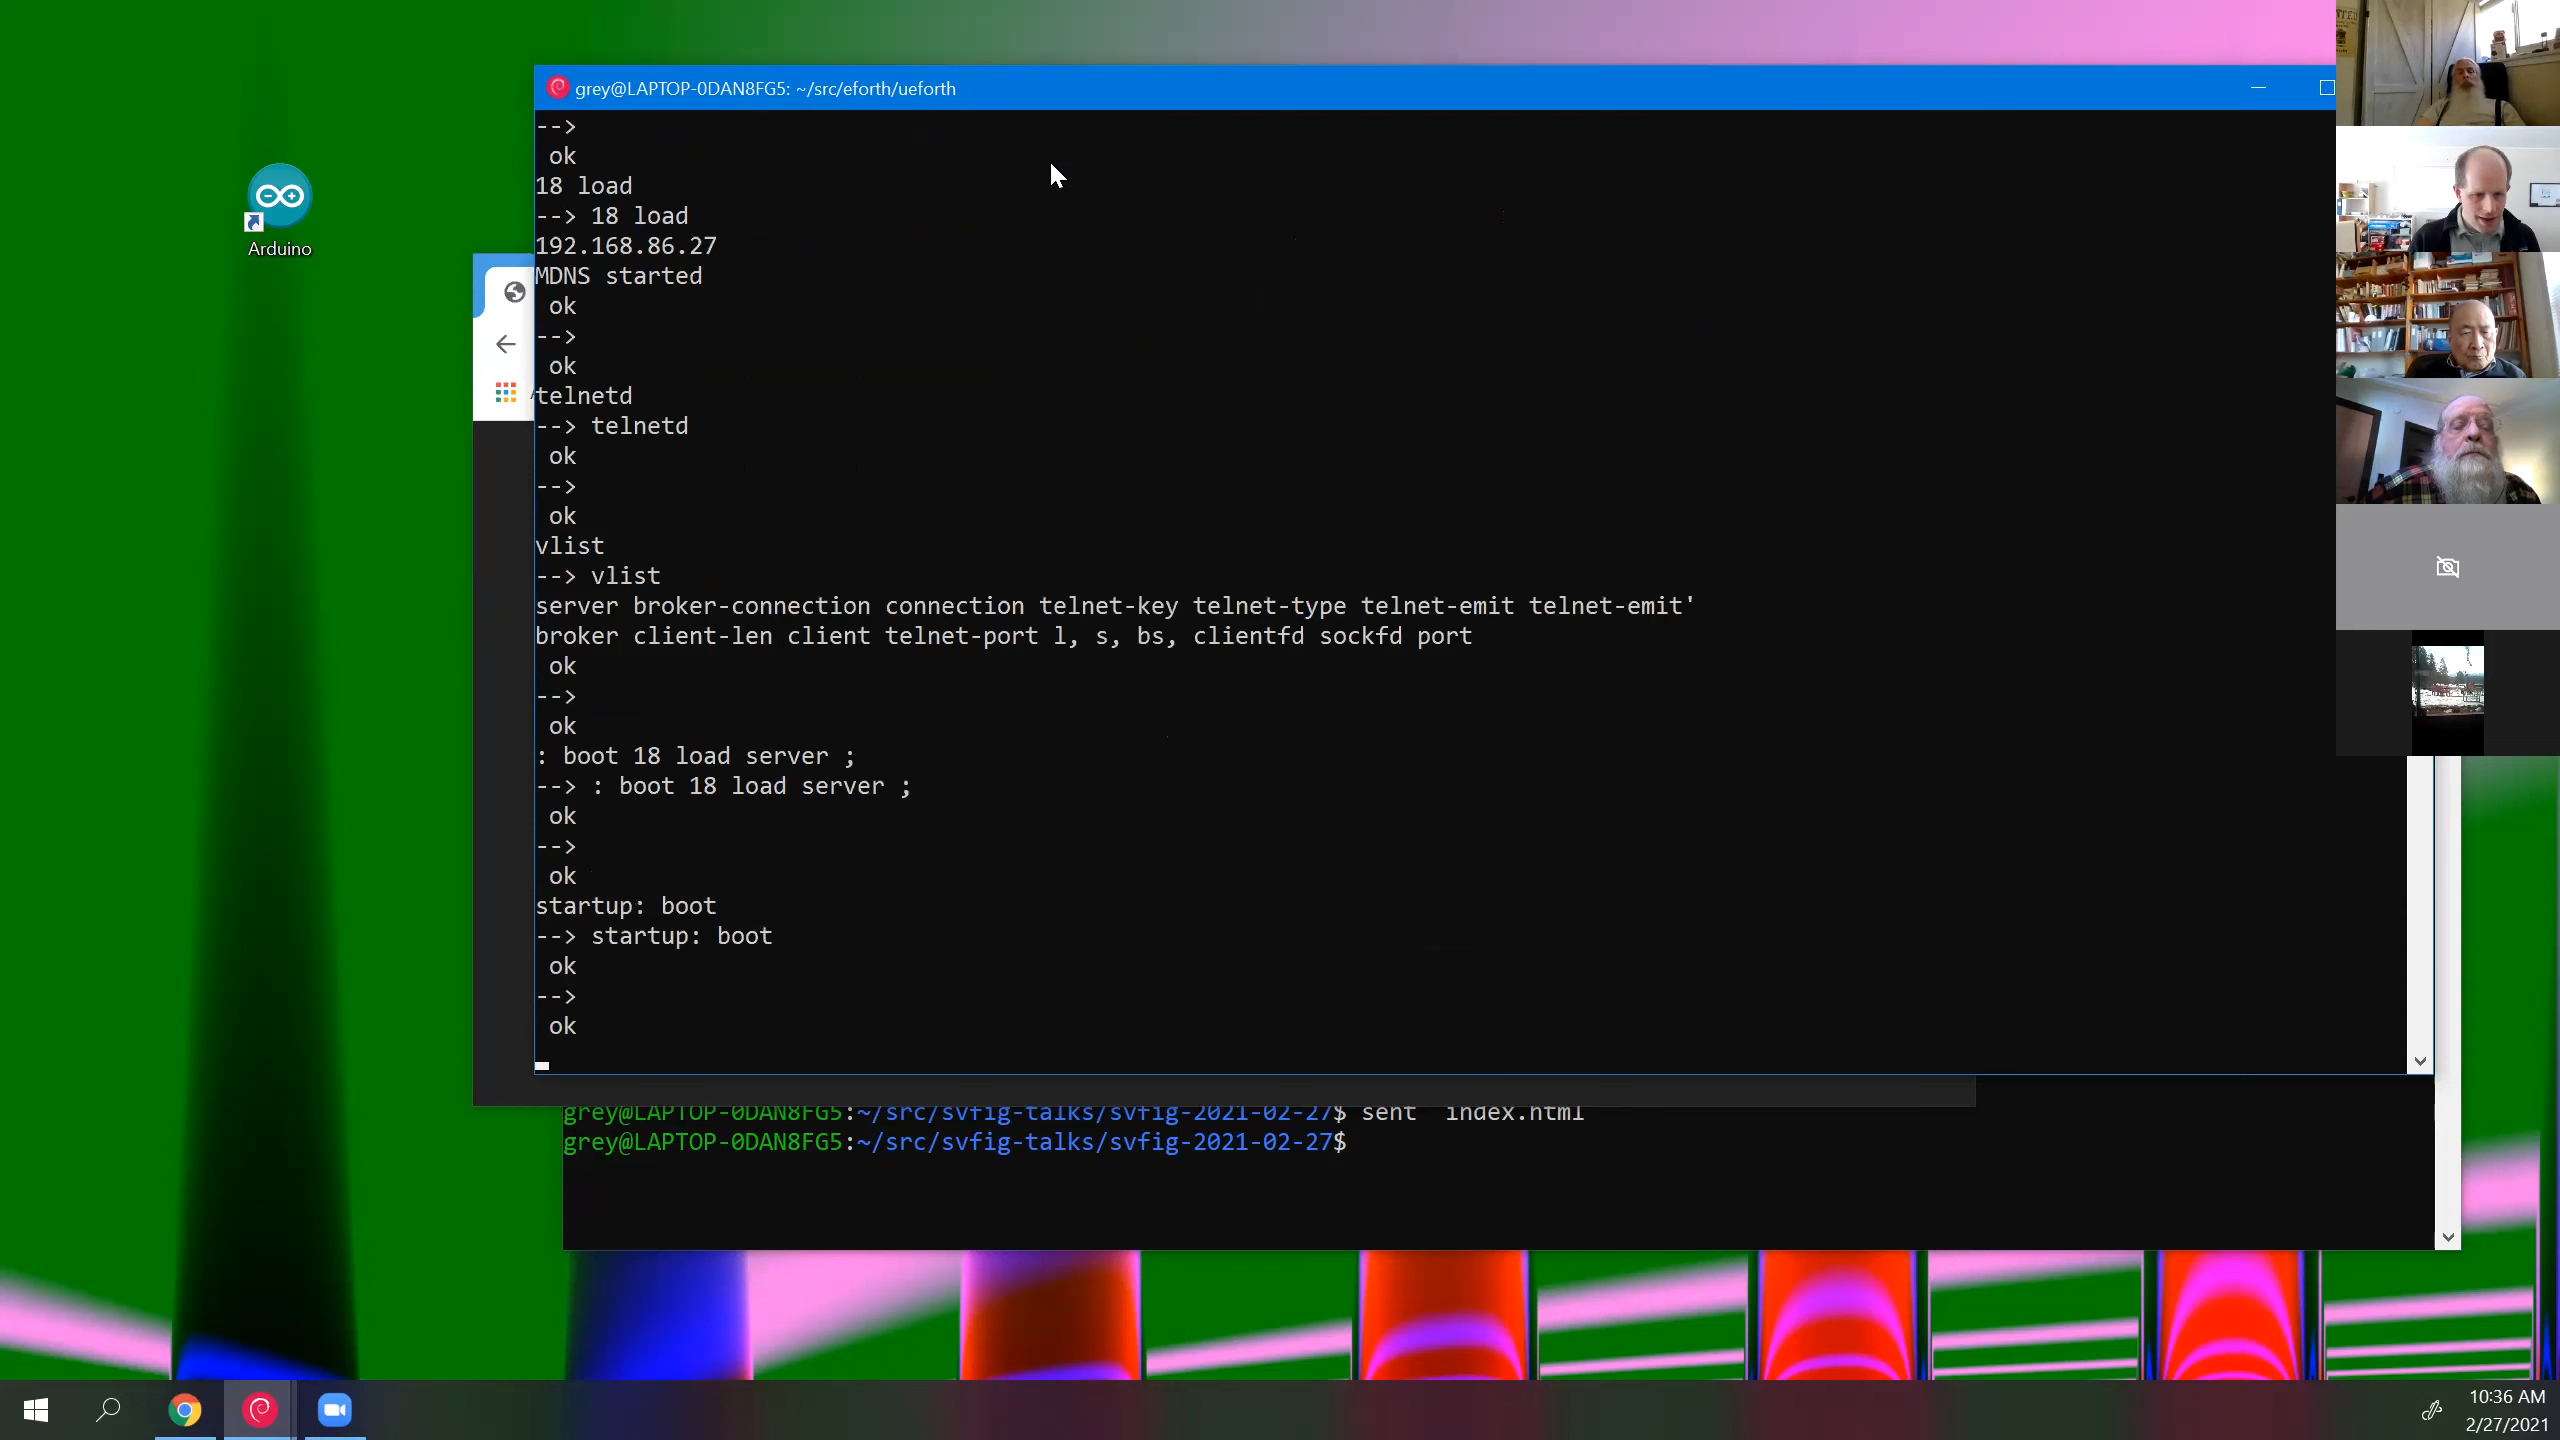 grey@LAPTOP-0DAN8FG5: ~/src/eforth/ueforth
-->
ok
18 load
--> 18 load
192.168.86.27
MDNS started
ok
-->
ok
telnetd
--> telnetd
ok
-->
ok
vlist
--> vlist
server broker-connection connection telnet-key telnet-type telnet-emit telnet-emit'
broker client-len client telnet-port l, s, bs, clientfd sockfd port
ok
-->
ok
: boot 18 load server ;
--> : boot 18 load server ;
ok
-->
ok
startup: boot
--> startup: boot
ok
-->
ok
grey@LAPTOP-0DAN8FG5:~/src/svfig-talks/svfig-2021-02-27$ sent  index.html
grey@LAPTOP-0DAN8FG5:~/src/svfig-talks/svfig-2021-02-27$
Arduino
10:36 AM
2/27/2021